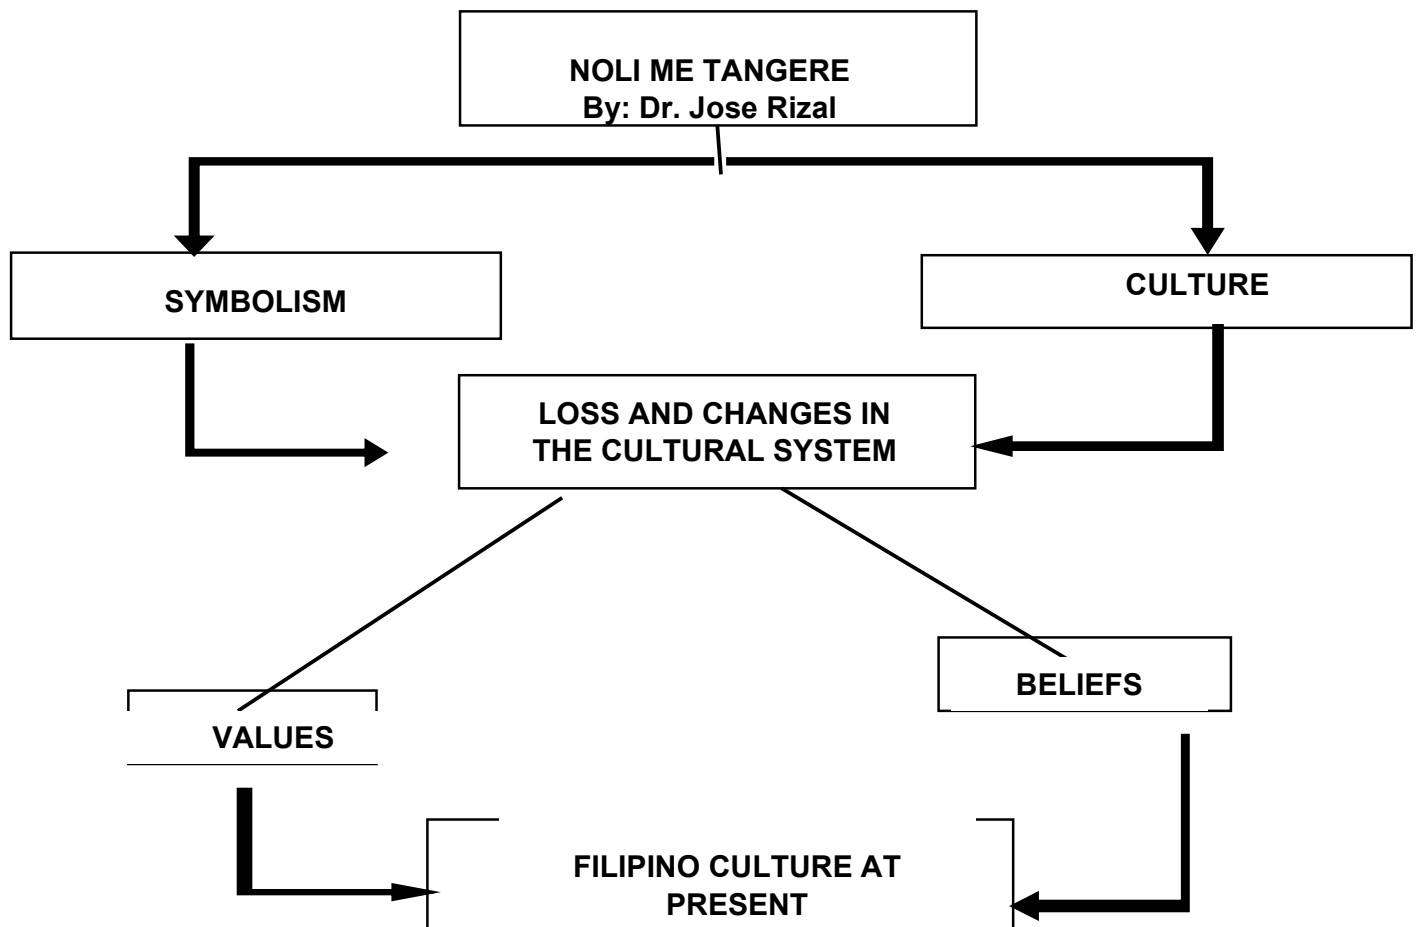 NOLI ME TANGERE
By: Dr. Jose Rizal
SYMBOLISM
CULTURE
LOSS AND CHANGES IN
THE CULTURAL SYSTEM
VALUES
BELIEFS
FILIPINO CULTURE AT
PRESENT